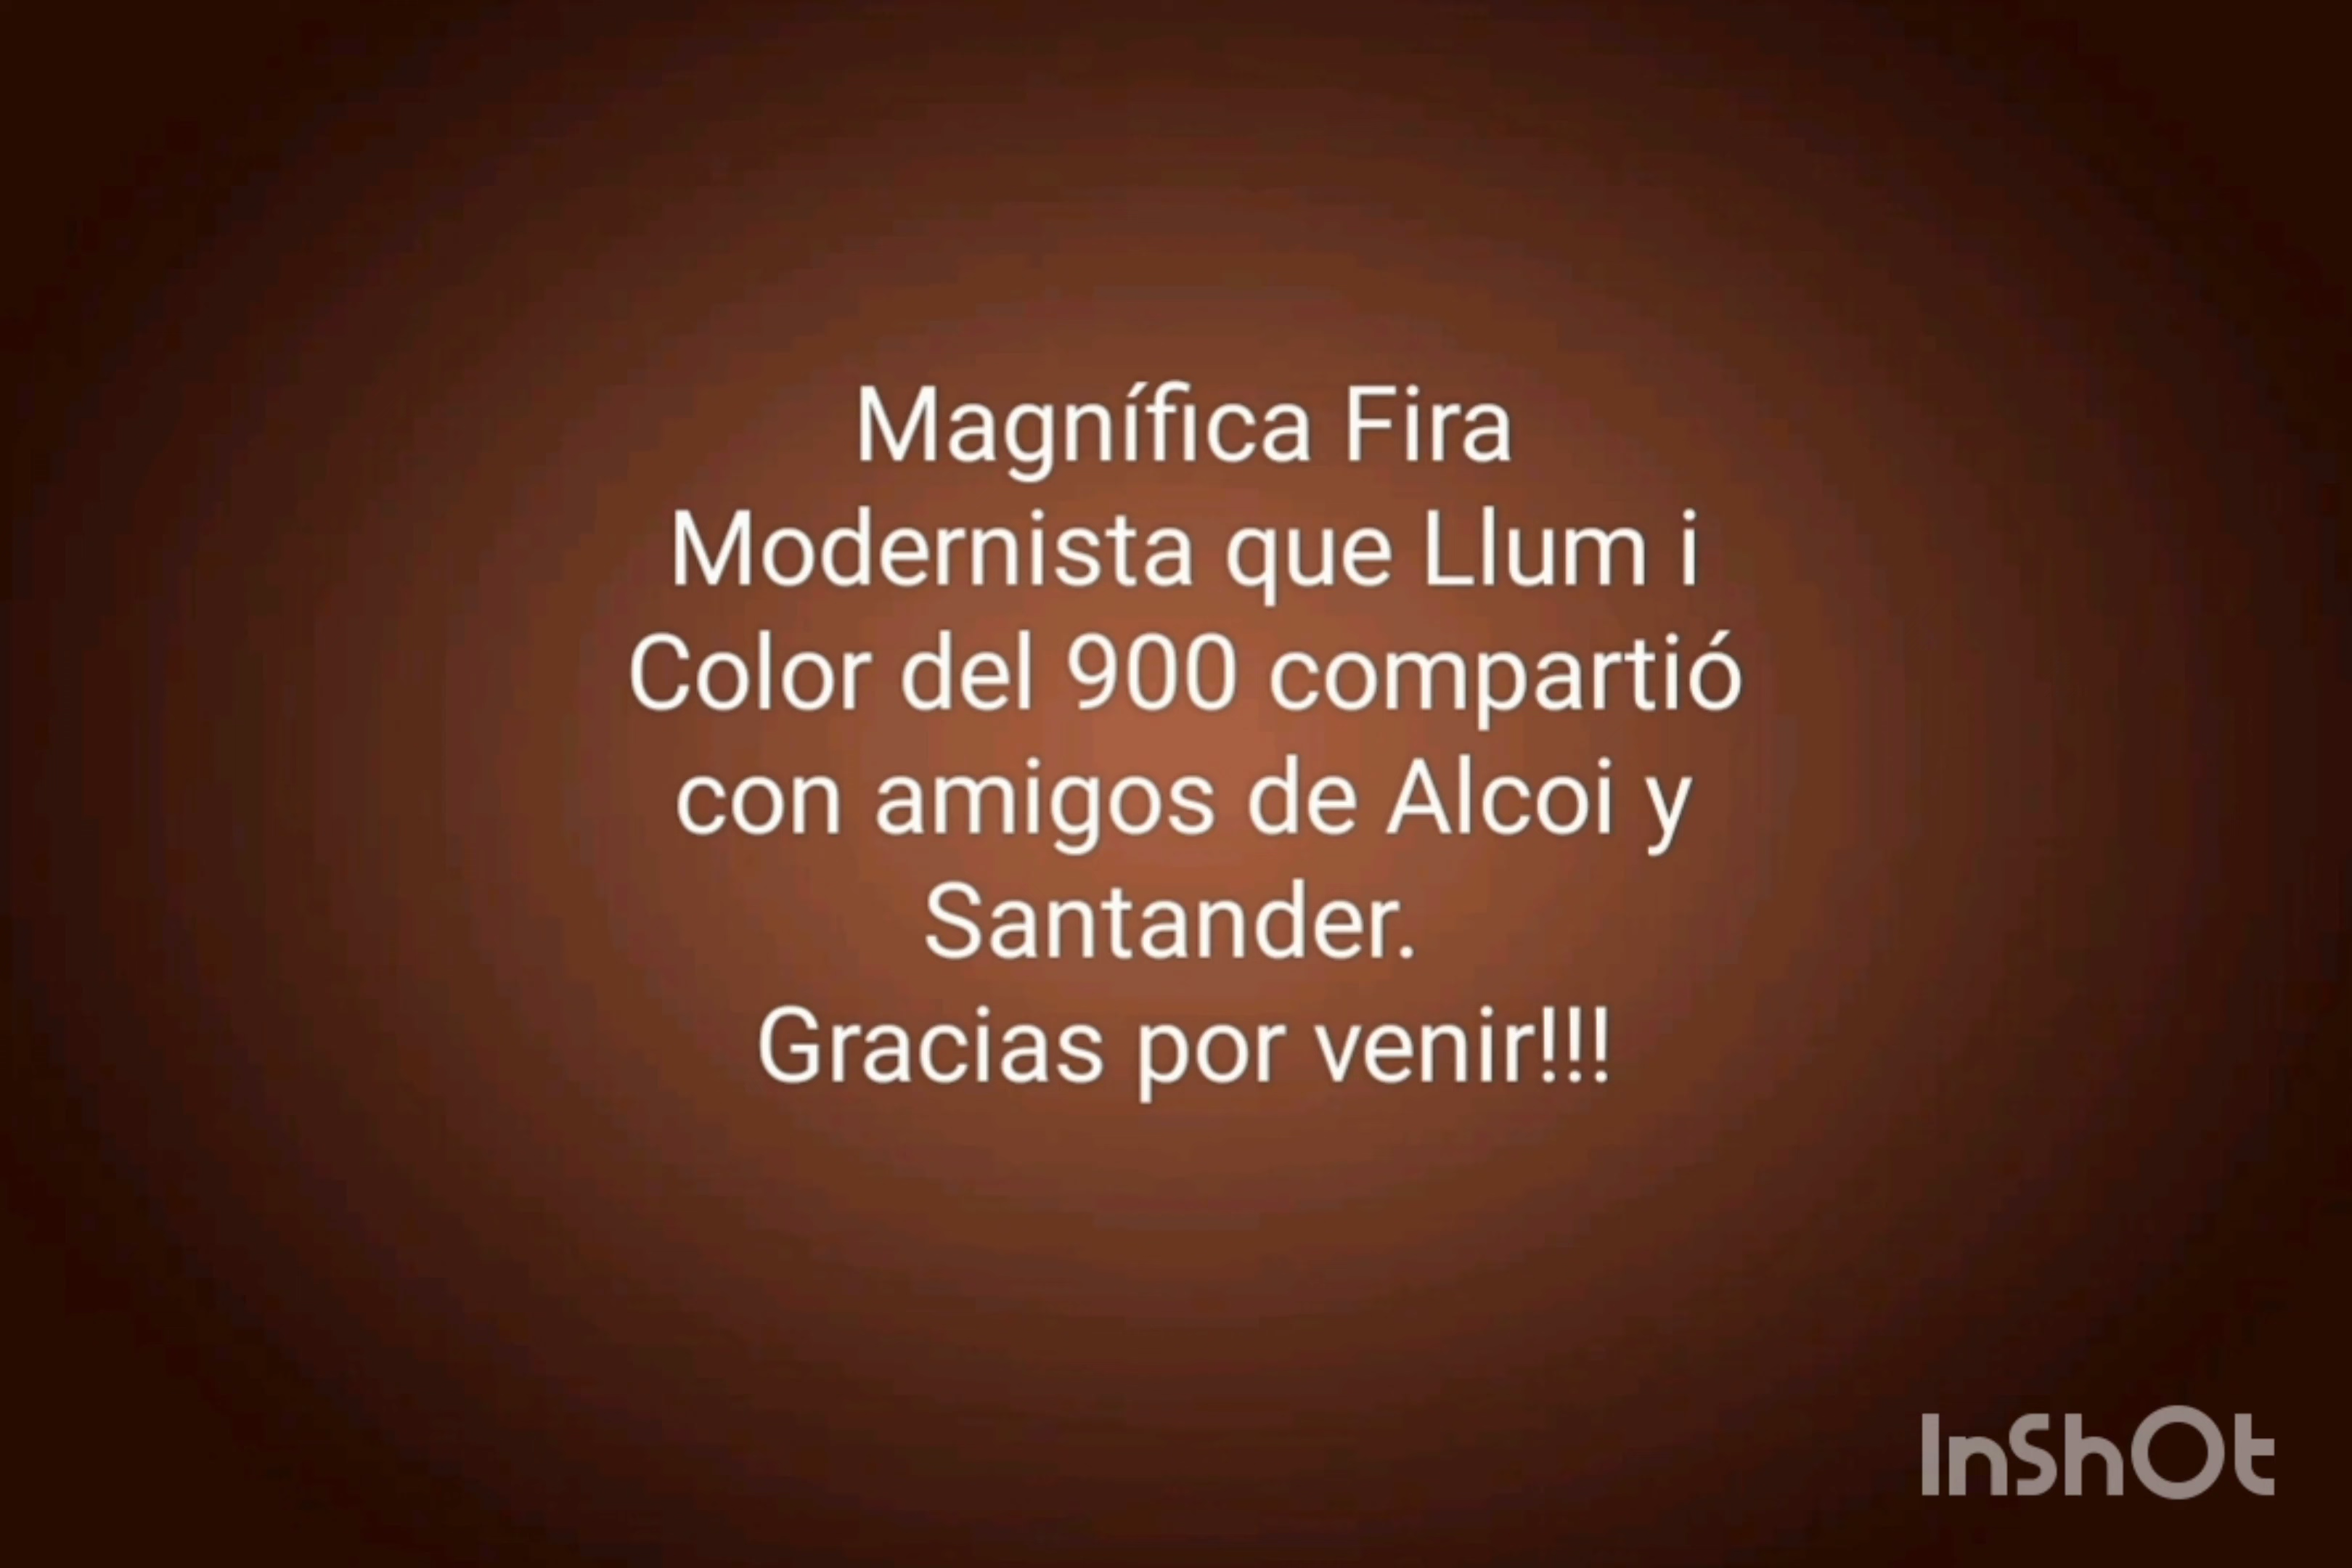 Magnífica Fira
Modernista que Llum i
Color del 900 compartió
con amigos de Alcoi y
Santander.
Gracias por venir!!!
InShOt